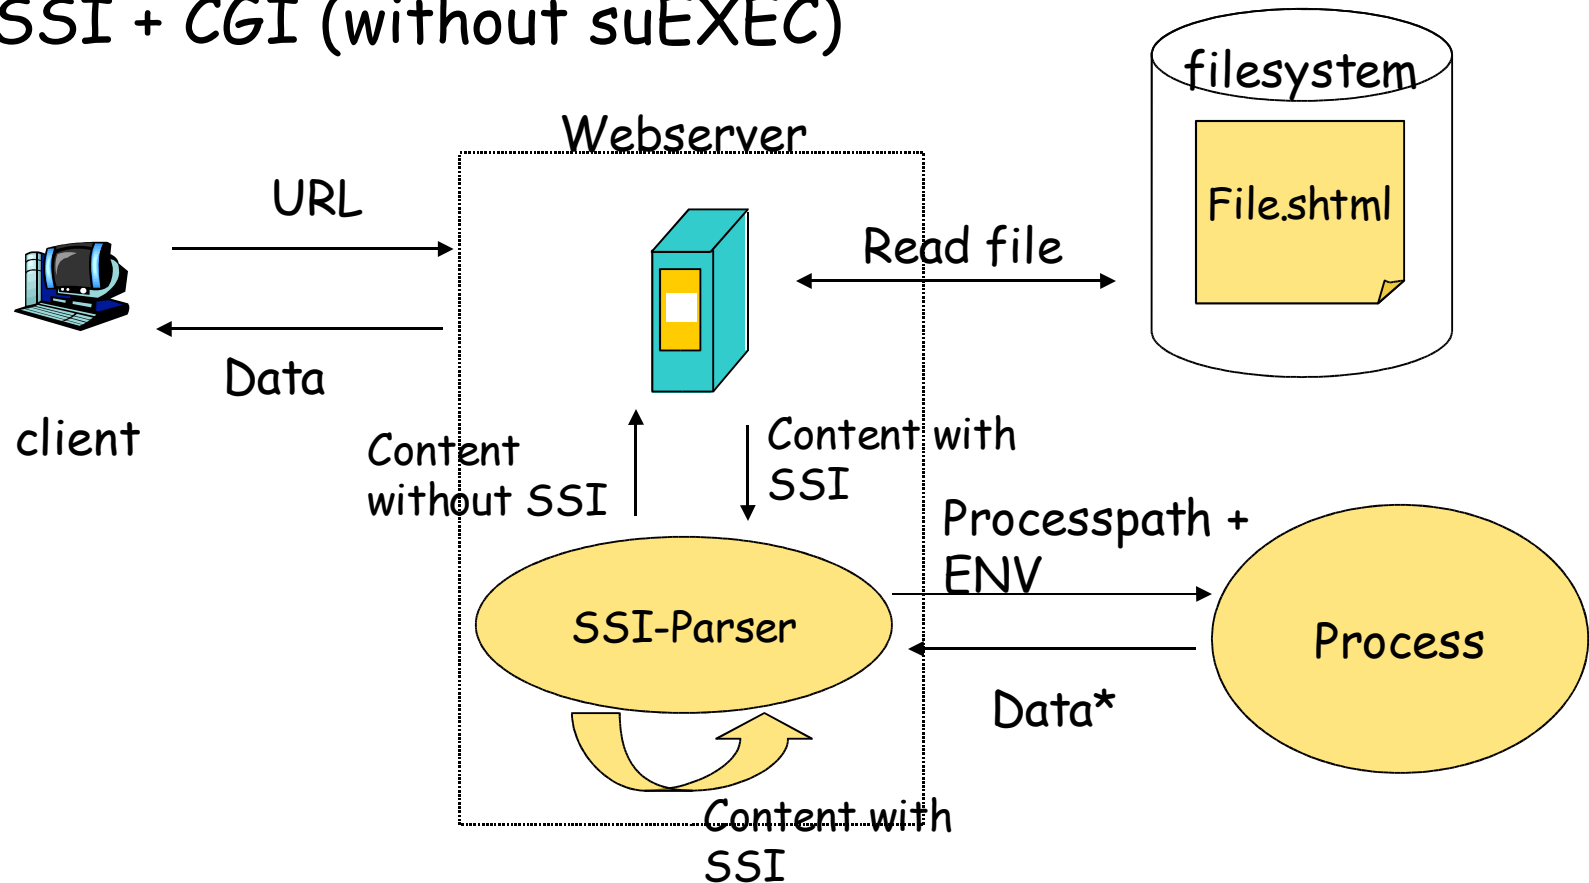 SSI + CGI (without suEXEC)
filesystem
Webserver
URL
File.shtml
Read file
Data
client
Content
without SSI
Content with
SSI
Processpath +
ENV
SSI-Parser
Process
Data*
Content with
SSI